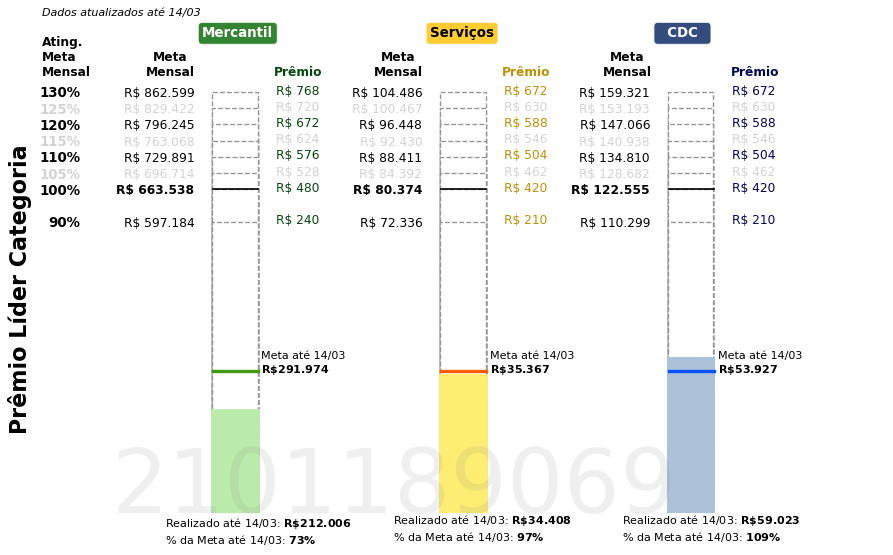 Dados atualizados até 14/03
Mercantil Serviços CDC
Ating.
Meta Meta Meta Meta
Mensal Mensal Prêmio Mensal Prêmio Mensal Prêmio
130% R$ 862.599 R$ 768 R$ 104.486 R$ 672 R$ 159.321 R$ 672
125% R$ 829.422 R$ 720 R$ 100.467 R$ 630 R$ 153.193 R$ 630
120% R$ 796.245 R$ 672 R$ 96.448 R$ 588 R$ 147.066 R$ 588
115% R$ 763.068 R$ 624 R$ 92.430 R$ 546 R$ 140.938 R$ 546
110% R$ 729.891 R$ 576 R$ 88.411 R$ 504 R$ 134.810 R$ 504
105% R$ 696.714 R$ 528 R$ 84.392 R$ 462 R$ 128.682 R$ 462
100% R$ 663.538 R$ 480 R$ 80.374 R$ 420 R$ 122.555 R$ 420
90% R$ 597.184 R$ 240 R$ 72.336 R$ 210 R$ 110.299 R$ 210
Prêmio Líder Categoria
Meta até 14/03 Meta até 14/03 Meta até 14/03
R$291.974 R$35.367 R$53.927
2101189069
Realizado até 14/03: R$212.006 Realizado até 14/03: R$34.408 Realizado até 14/03: R$59.023
% da Meta até 14/03: 73% % da Meta até 14/03: 97% % da Meta até 14/03: 109%